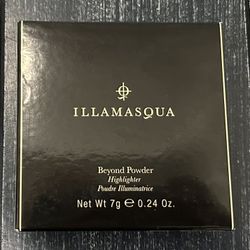 ILLAMASQUA
Beyond Powder
Highlighter
Poudre Illuminatrice
Net Wt 7g ℮ 0.24 Oz.